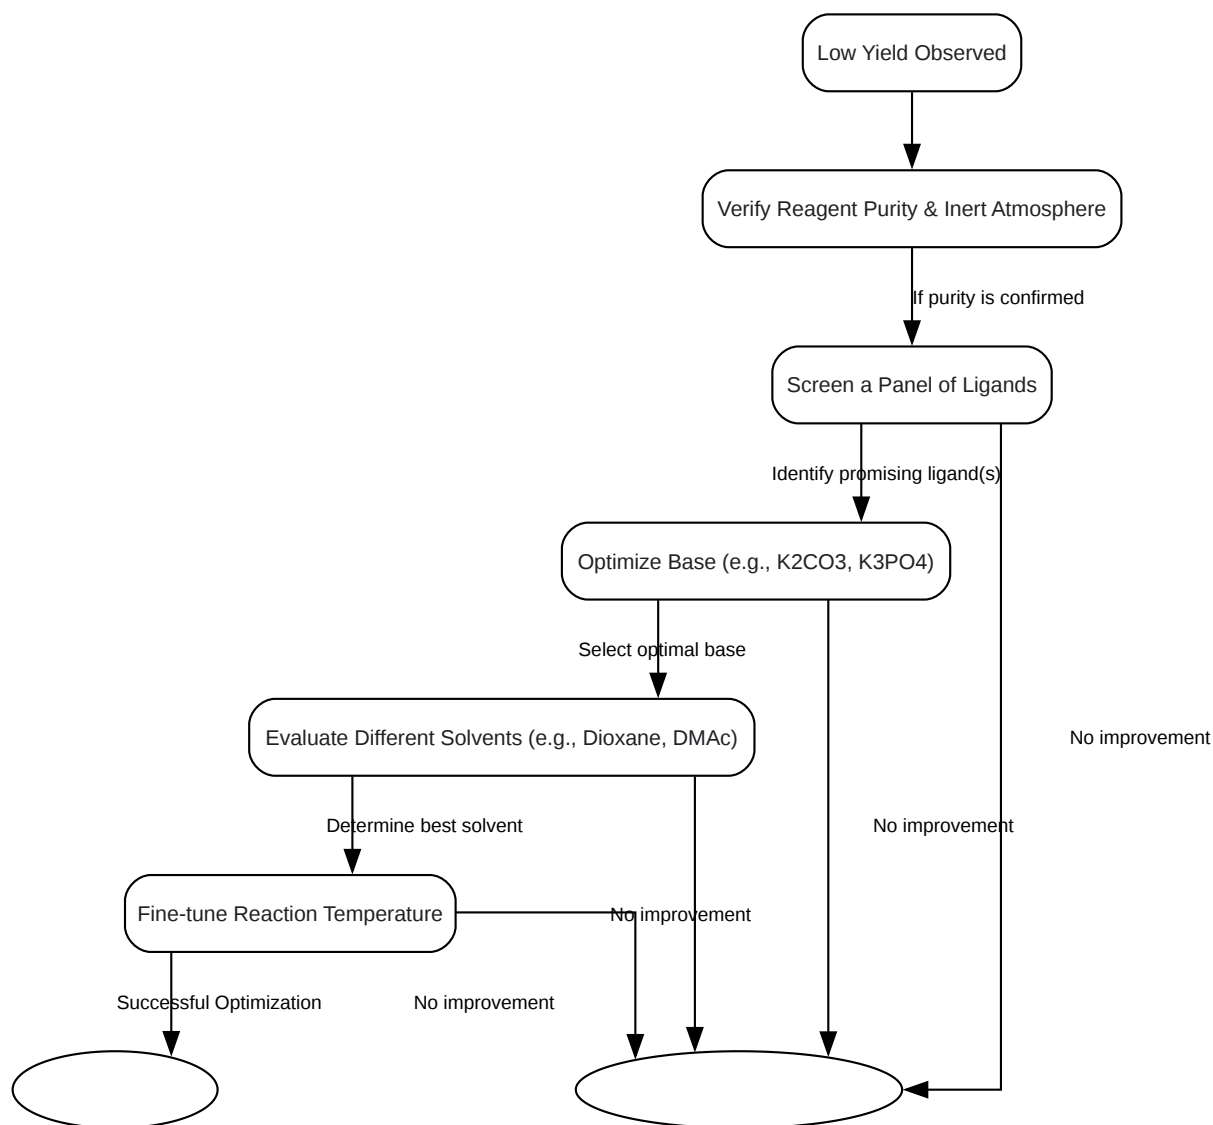 Low Yield Observed
Verify Reagent Purity & Inert Atmosphere
If purity is confirmed
Screen a Panel of Ligands
Identify promising ligand(s)
Optimize Base (e.g., K2CO3, K3PO4)
Select optimal base
Evaluate Different Solvents (e.g., Dioxane, DMAc)
No improvement
Determine best solvent
No improvement
Fine-tune Reaction Temperature
No improvement
Successful Optimization
No improvement